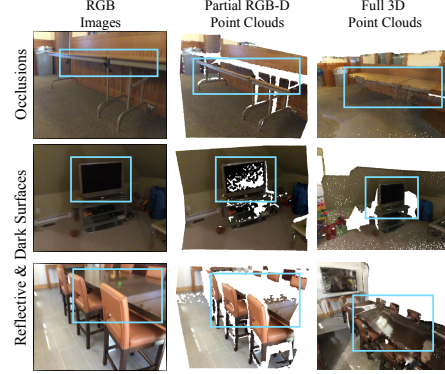 RGB
Images
Partial RGB-D
Point Clouds
Full 3D
Point Clouds
Occlusions
Reflective & Dark Surfaces